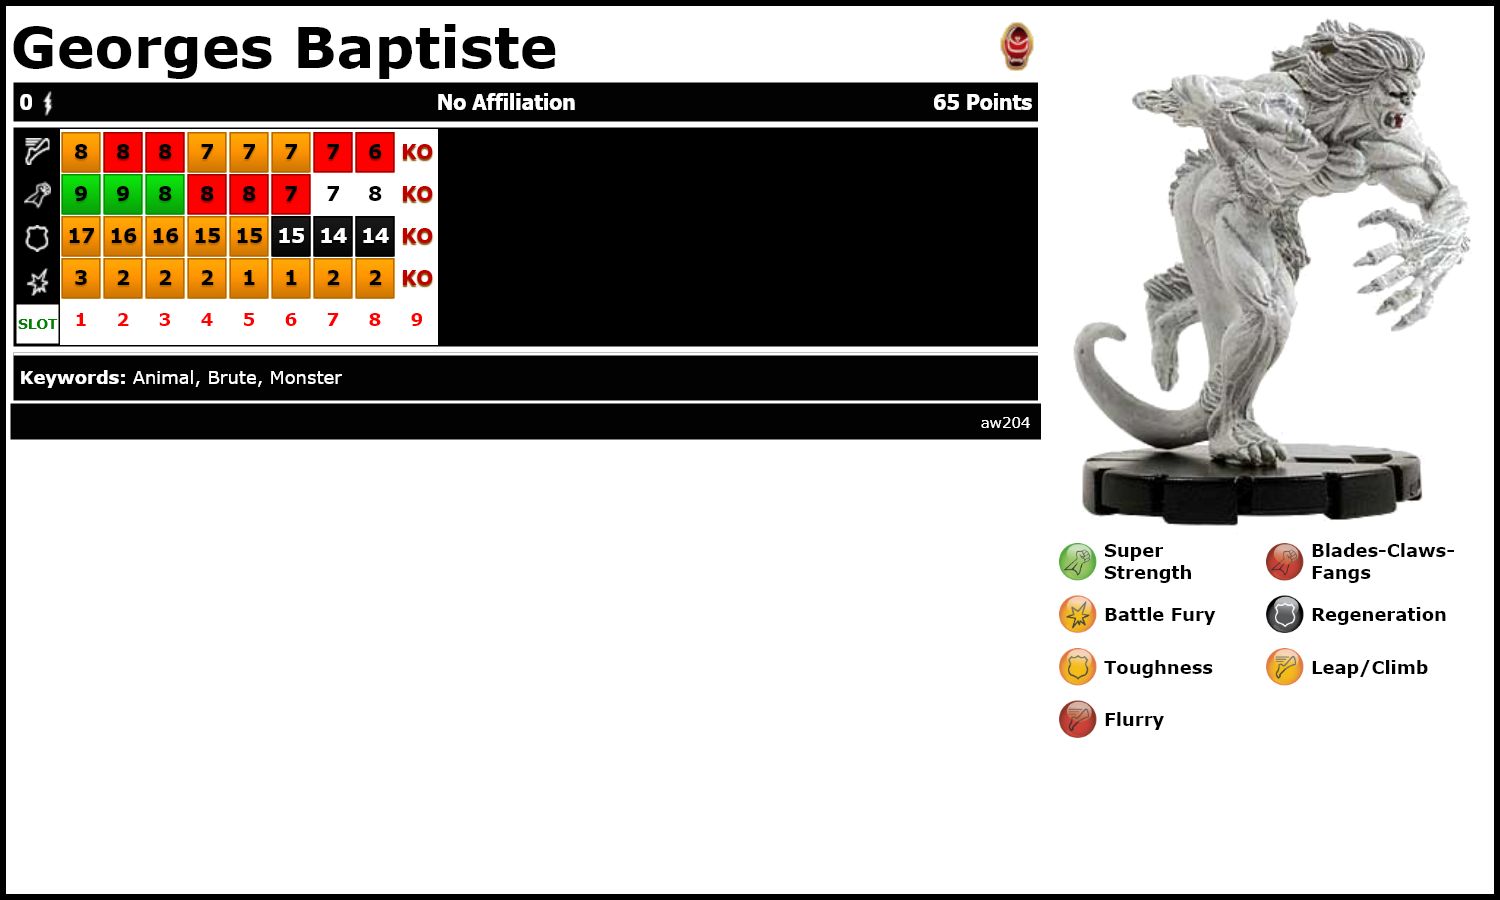 Georges Baptiste
0 No Affiliation 65 Points
8 8 8 7 7 7 7 6 KO
9 9 8 8 8 7 7 8 KO
17 16 16 15 15 15 14 14 KO
3 2 2 2 1 1 2 2 KO
SLOT 1 2 3 4 5 6 7 8 9
Keywords: Animal, Brute, Monster
aw204
Super
Strength
Blades-Claws-
Fangs
Battle Fury
Regeneration
Toughness
Leap/Climb
Flurry